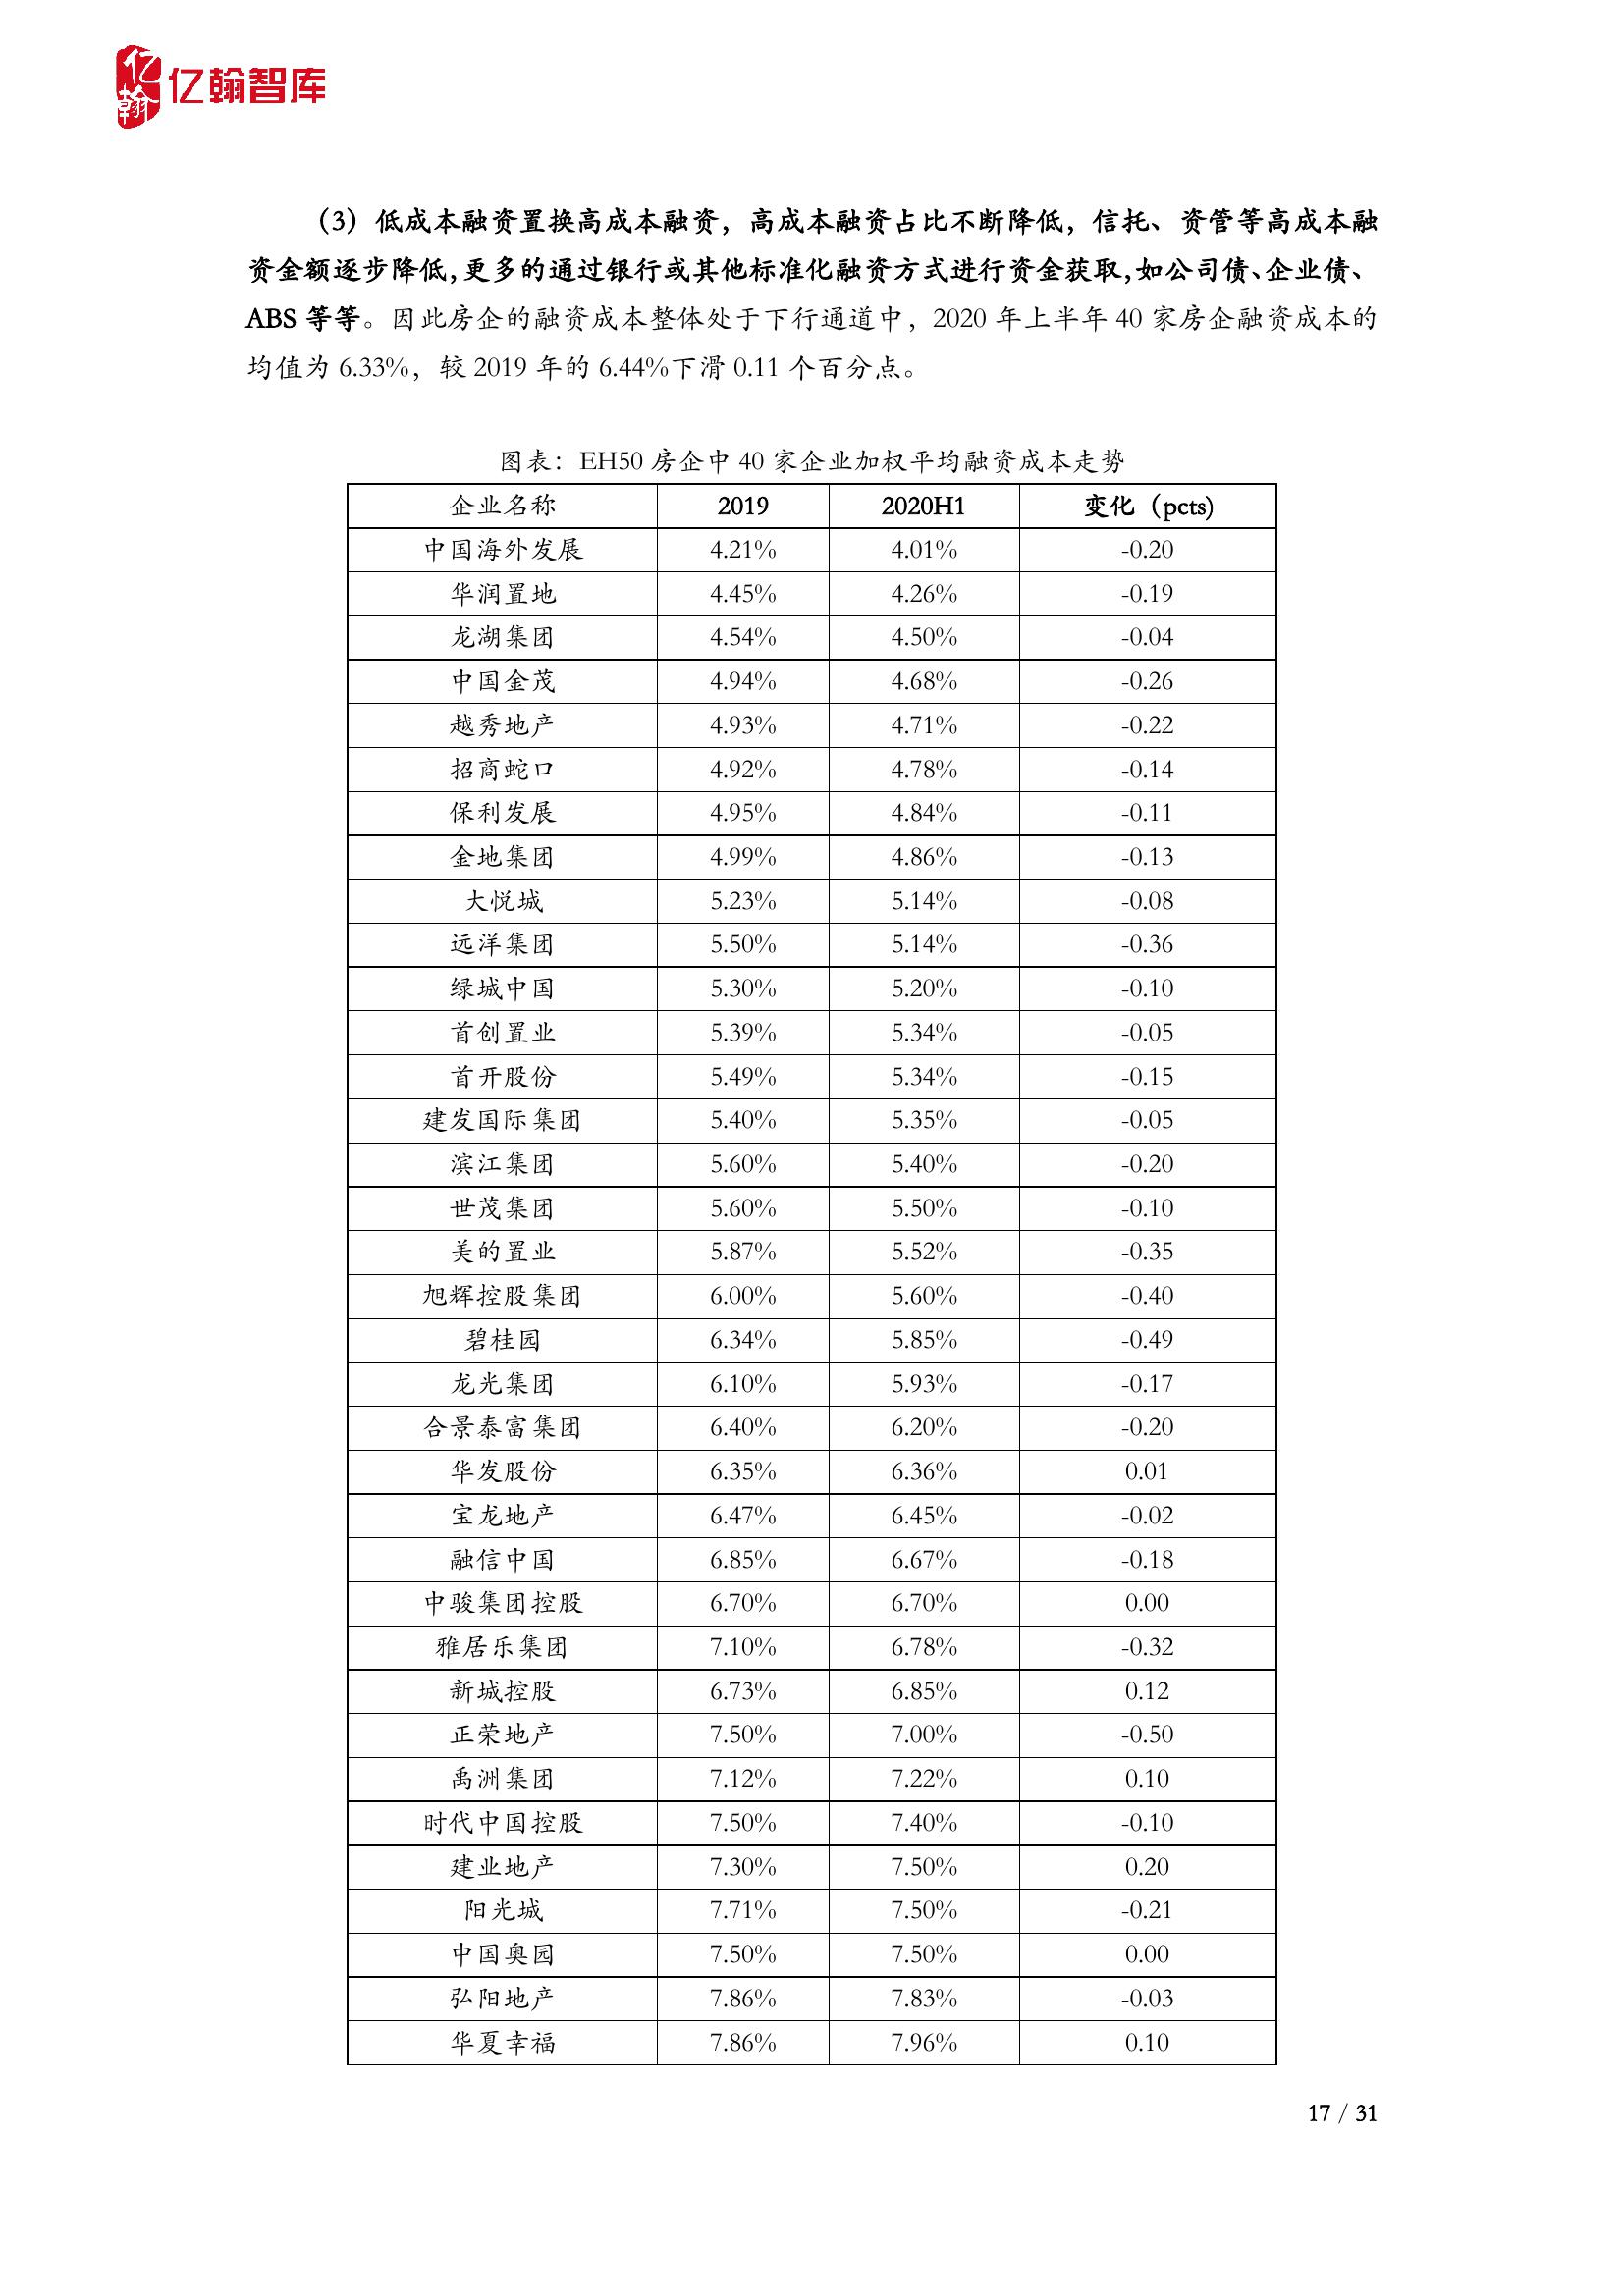 亿翰
亿翰智库
（3）低成本融资置换高成本融资，高成本融资占比不断降低，信托、资管等高成本融
资金额逐步降低，更多的通过银行或其他标准化融资方式进行资金获取，如公司债、企业债、
ABS 等等。因此房企的融资成本整体处于下行通道中，2020 年上半年 40 家房企融资成本的
均值为 6.33%，较 2019 年的 6.44%下滑 0.11 个百分点。
图表：EH50 房企中 40 家企业加权平均融资成本走势
企业名称 2019 2020H1 变化（pcts)
中国海外发展 4.21% 4.01% -0.20
华润置地 4.45% 4.26% -0.19
龙湖集团 4.54% 4.50% -0.04
中国金茂 4.94% 4.68% -0.26
越秀地产 4.93% 4.71% -0.22
招商蛇口 4.92% 4.78% -0.14
保利发展 4.95% 4.84% -0.11
金地集团 4.99% 4.86% -0.13
大悦城 5.23% 5.14% -0.08
远洋集团 5.50% 5.14% -0.36
绿城中国 5.30% 5.20% -0.10
首创置业 5.39% 5.34% -0.05
首开股份 5.49% 5.34% -0.15
建发国际集团 5.40% 5.35% -0.05
滨江集团 5.60% 5.40% -0.20
世茂集团 5.60% 5.50% -0.10
美的置业 5.87% 5.52% -0.35
旭辉控股集团 6.00% 5.60% -0.40
碧桂园 6.34% 5.85% -0.49
龙光集团 6.10% 5.93% -0.17
合景泰富集团 6.40% 6.20% -0.20
华发股份 6.35% 6.36% 0.01
宝龙地产 6.47% 6.45% -0.02
融信中国 6.85% 6.67% -0.18
中骏集团控股 6.70% 6.70% 0.00
雅居乐集团 7.10% 6.78% -0.32
新城控股 6.73% 6.85% 0.12
正荣地产 7.50% 7.00% -0.50
禹洲集团 7.12% 7.22% 0.10
时代中国控股 7.50% 7.40% -0.10
建业地产 7.30% 7.50% 0.20
阳光城 7.71% 7.50% -0.21
中国奥园 7.50% 7.50% 0.00
弘阳地产 7.86% 7.83% -0.03
华夏幸福 7.86% 7.96% 0.10
17 / 31